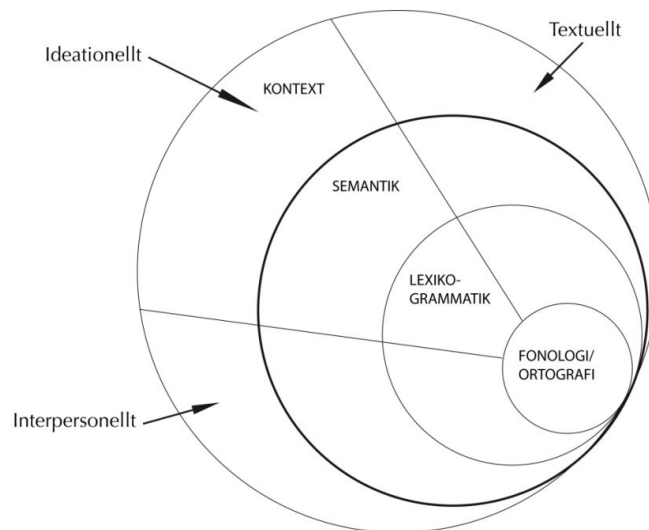 Textuellt
Ideationellt
KONTEXT
SEMANTIK
LEXIKO-
GRAMMATIK
FONOLOGI/
ORTOGRAFI
Interpersonellt